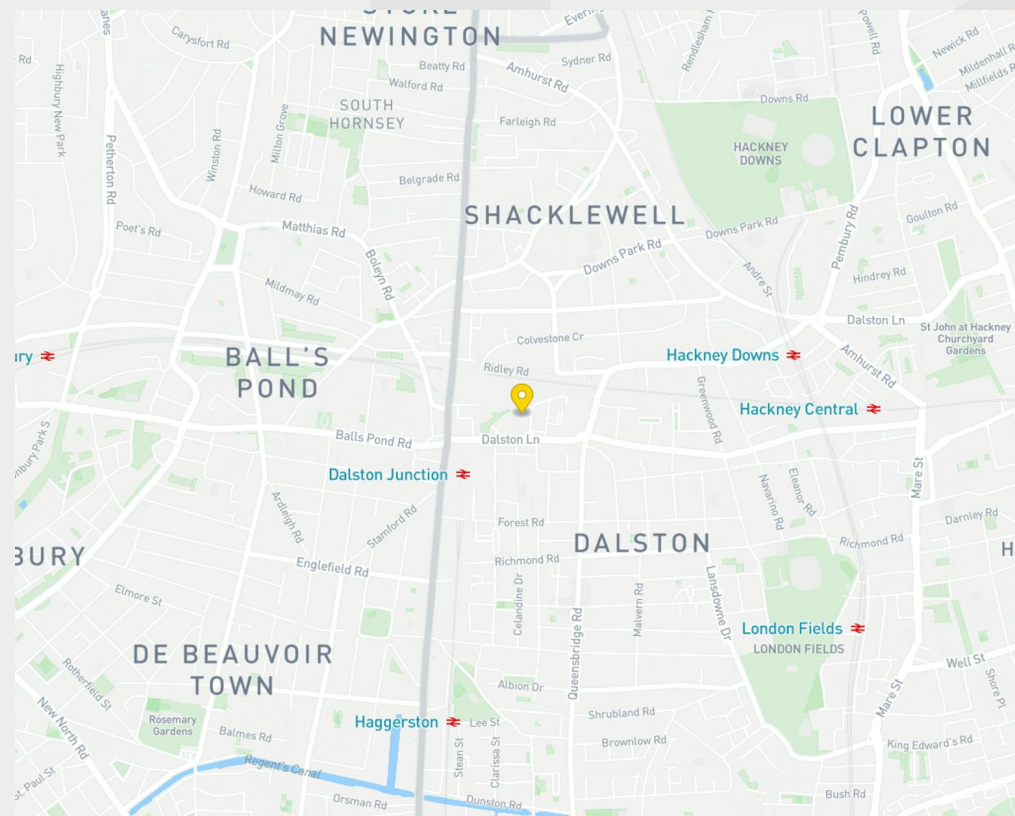 STOKE
NEWINGTON
Carysfort Rd
Rd
Highbury New Park
Petherton Rd
Beatty Rd
Walford Rd
SOUTH
HORNSEY
Milton Grove
Winston Rd
Howard Rd
Belgrade Rd
Farleigh Rd
Amhurst Rd
Sydner Rd
Downs Rd
HACKNEY
DOWNS
Powell Rd
Newick Rd
LOWER
CLAPTON
Poet's Rd
Matthias Rd
SHACKLEWELL
Boleyn Rd
Mildmay Rd
Downs Park Rd
Downs Park Rd
Andre St
Pembury Rd
Goulton Rd
Hindrey Rd
Dalston Ln
St John at Hackney
Churchyard
Gardens
Colvestone Cr
Ridley Rd
BALL'S
POND
Hackney Downs
Amhurst Rd
Greenwood Rd
Hackney Central
Balls Pond Rd
Dalston Ln
Dalston Junction
Mare St
Ardleigh Rd
Stamford Rd
Forest Rd
Navarino Rd
Eleanor Rd
Darnley Rd
DALSTON
Richmond Rd
Richmond Rd
Englefield Rd
Elmore St
Celandine Dr
Malvern Rd
Lansdowne Dr
Queensbridge Rd
London Fields
LONDON FIELDS
DE BEAUVOIR
TOWN
Well St
Shore Pl
Rotherfield St
New North Rd
Rosemary
Gardens
Balmes Rd
Albion Dr
Haggerston
Lee St
Shrubland Rd
Brownlow Rd
Mare St
King Edward's Rd
Stean St
Clarissa St
Regent's Canal
St. Paul St
Orsman Rd
Dunston Rd
Bush Rd